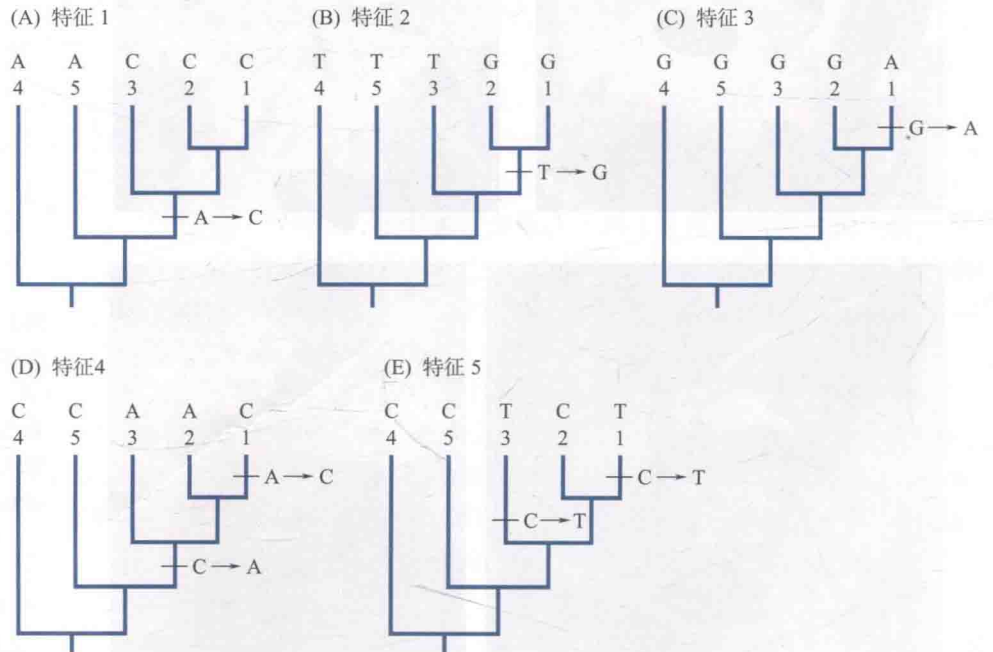 (A) 特征 1
(B) 特征 2
(C) 特征 3
A A C C C
T T T G G
G G G G A
4 5 3 2 1
4 5 3 2 1
4 5 3 2 1
G → A
T → G
A → C
(D) 特征4
(E) 特征 5
C C A A C
C C T C T
4 5 3 2 1
4 5 3 2 1
A → C
C → T
C → T
C → A